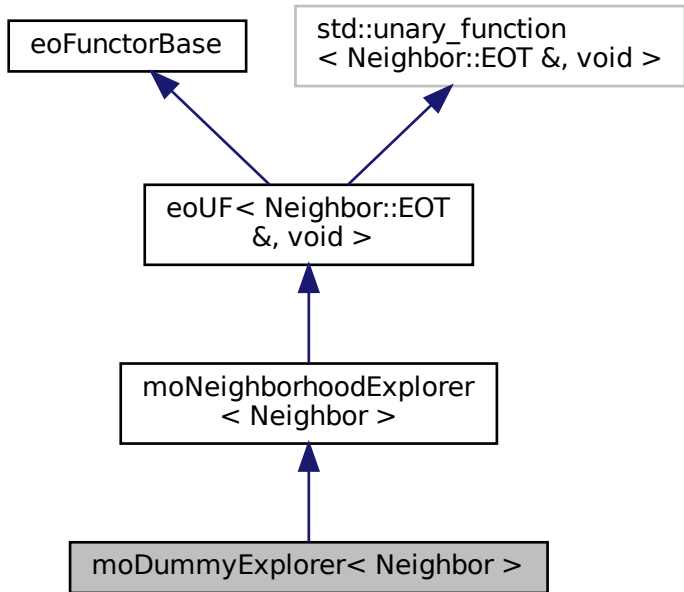 eoFunctorBase
std::unary_function
< Neighbor::EOT &, void >
eoUF< Neighbor::EOT
&, void >
moNeighborhoodExplorer
< Neighbor >
moDummyExplorer< Neighbor >